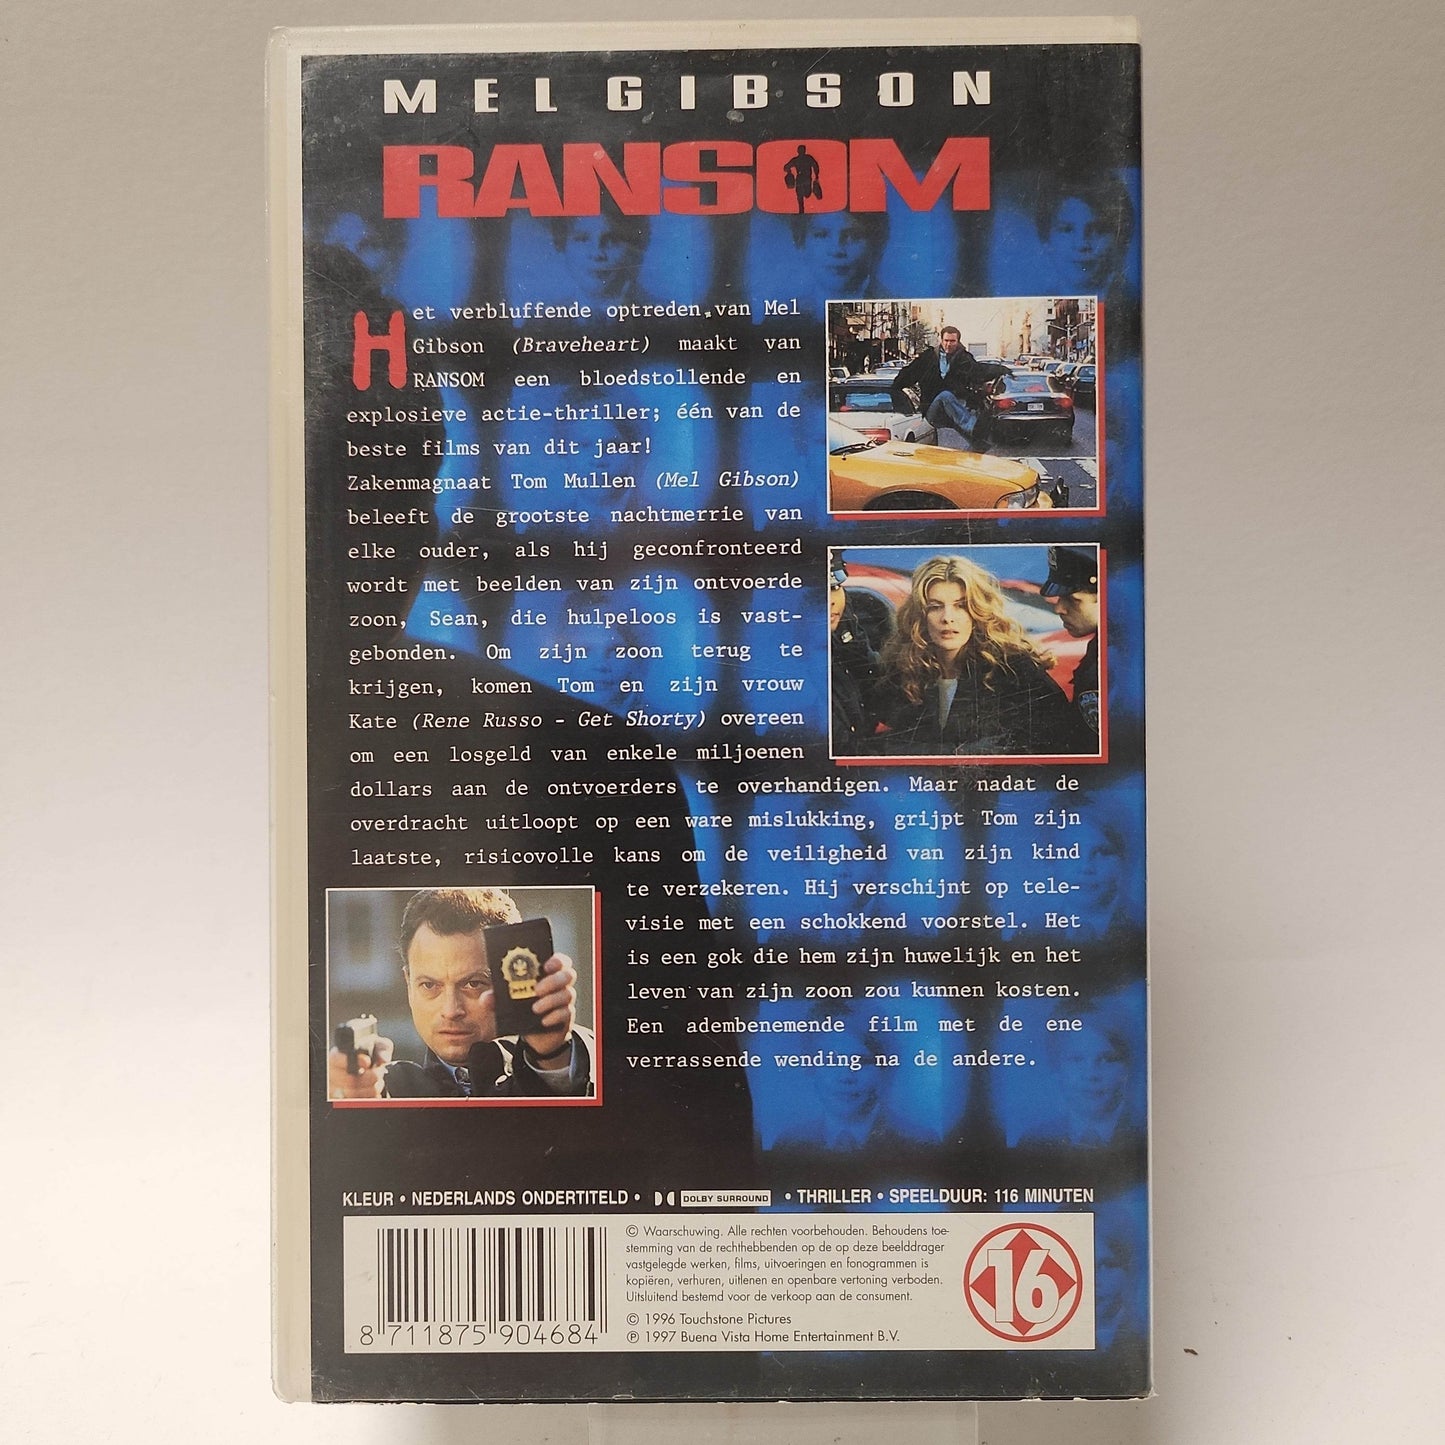 MEL GIBSON
RANSOM
Het verbluffende optreden van Mel
Gibson (Braveheart) maakt van
RANSOM een bloedstollende en
explosieve actie-thriller; één van de
beste films van dit jaar!
Zakenmagnaat Tom Mullen (Mel Gibson)
beleeft de grootste nachtmerrie van
elke ouder, als hij geconfronteerd
wordt met beelden van zijn ontvoerde
zoon, Sean, die hulpeloos is vast-
gebonden. Om zijn zoon terug te
krijgen, komen Tom en zijn vrouw
Kate (Rene Russo - Get Shorty) overeen
om een losgeld van enkele miljoenen
dollars aan de ontvoerders te overhandigen. Maar nadat de
overdracht uitloopt op een ware mislukking, grijpt Tom zijn
laatste, risicovolle kans om de veiligheid van zijn kind
te verzekeren. Hij verschijnt op tele-
visie met een schokkend voorstel. Het
is een gok die hem zijn huwelijk en het
leven van zijn zoon zou kunnen kosten.
Een adembenemende film met de ene
verrassende wending na de andere.
KLEUR • NEDERLANDS ONDERTITELD • DOLBY SURROUND • THRILLER • SPEELDUUR: 116 MINUTEN
© Waarschuwing. Alle rechten voorbehouden. Behoudens toe-
stemming van de rechthebbenden op de op deze beelddrager
vastgelegde werken, films, uitvoeringen en fonogrammen is
kopiëren, verhuren, uitlenen en openbare vertoning verboden.
Uitsluitend bestemd voor de verkoop aan de consument.
© 1996 Touchstone Pictures
℗ 1997 Buena Vista Home Entertainment B.V.
8 711875 904684
16